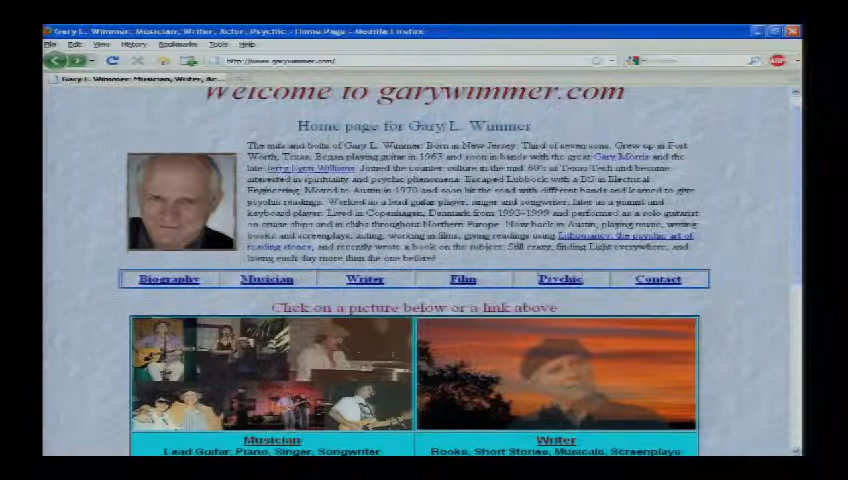 Gary L. Wimmer: Musician, Writer, Actor, Psychic - Home Page - Mozilla Firefox
File Edit View History Bookmarks Tools Help
http://www.garywimmer.com/
Gary L. Wimmer: Musician, Writer, Ac...
Welcome to garywimmer.com
Home page for Gary L. Wimmer
The nuts and bolts of Gary L. Wimmer: Born in New Jersey. Third of seven sons. Grew up in Fort
Worth, Texas. Began playing guitar in 1963 and soon in bands with the great Gary Morris and the
late Jerry Lynn Williams. Joined the counter culture in the mid 60's at Texas Tech and became
interested in spirituality and psychic phenomena. Escaped Lubbock with a BS in Electrical
Engineering. Moved to Austin in 1970 and soon hit the road with different bands and learned to give
psychic readings. Worked as a lead guitar player, singer and songwriter, later as a pianist and
keyboard player. Lived in Copenhagen, Denmark from 1993-1999 and performed as a solo guitarist
on cruise ships and in clubs throughout Northern Europe. Now back in Austin, playing music, writing
books and screenplays, acting, working in films, giving readings using Lithomancy, the psychic art of
reading stones, and recently wrote a book on the subject. Still crazy, finding Light everywhere, and
loving each day more than the one before!
Biography Musician Writer Film Psychic Contact
Click on a picture below or a link above
Musician Writer
Lead Guitar, Piano, Singer, Songwriter Books, Short Stories, Musicals, Screenplays